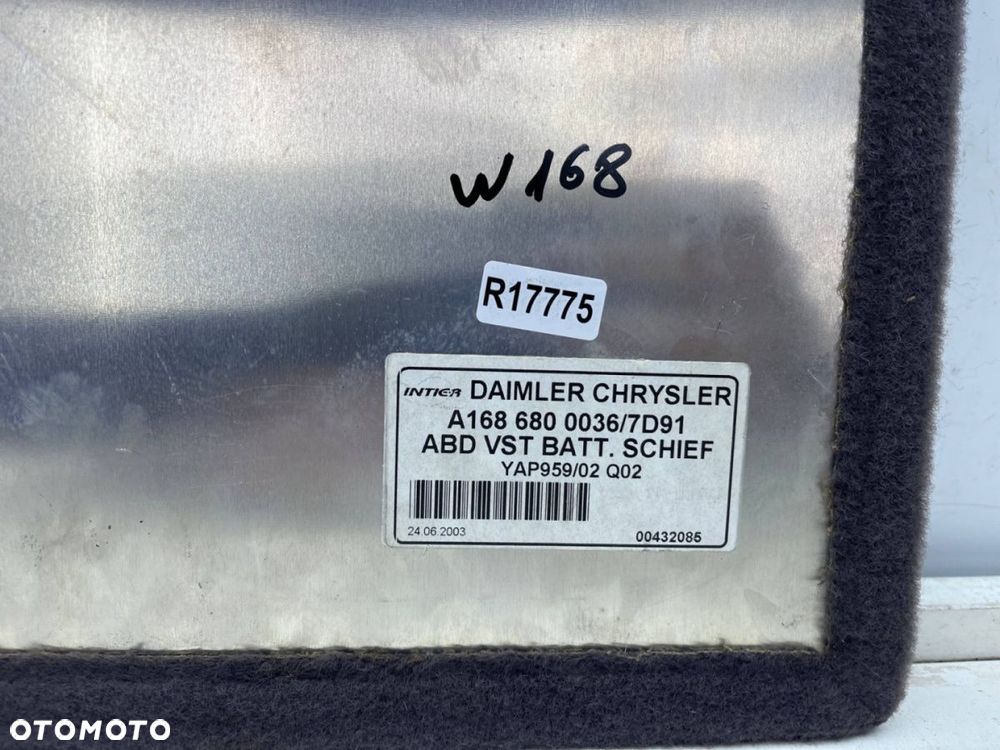 W168
R17775
INTIER DAIMLER CHRYSLER
A168 680 0036/7D91
ABD VST BATT. SCHIEF
YAP959/02 Q02
24.06.2003 00432085
OTOMOTO